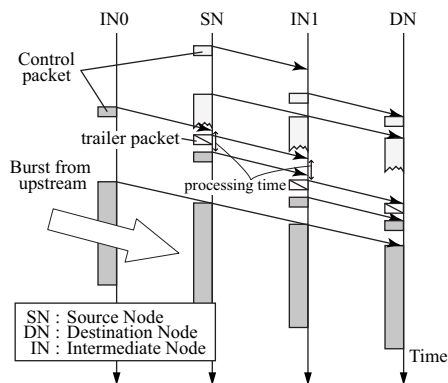 IN0 SN IN1 DN
Control
packet
trailer packet
processing time
Burst from
upstream
SN : Source Node
DN : Destination Node
IN : Intermediate Node
Time